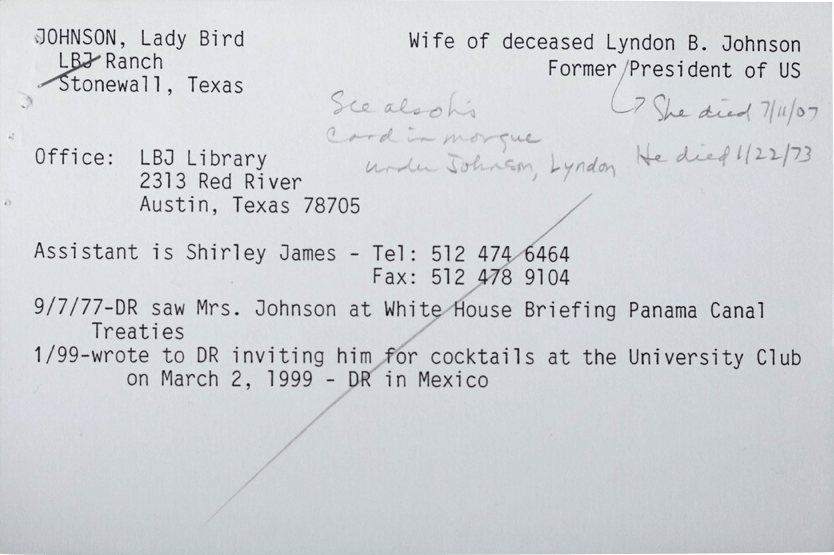 JOHNSON, Lady Bird
Wife of deceased Lyndon B. Johnson
LBJ Ranch
Former President of US
Stonewall, Texas
See also his
card in morgue
under Johnson, Lyndon
She died 7/11/07
He died 1/22/73
Office: LBJ Library
2313 Red River
Austin, Texas 78705
Assistant is Shirley James - Tel: 512 474 6464
Fax: 512 478 9104
9/7/77-DR saw Mrs. Johnson at White House Briefing Panama Canal
Treaties
1/99-wrote to DR inviting him for cocktails at the University Club
on March 2, 1999 - DR in Mexico